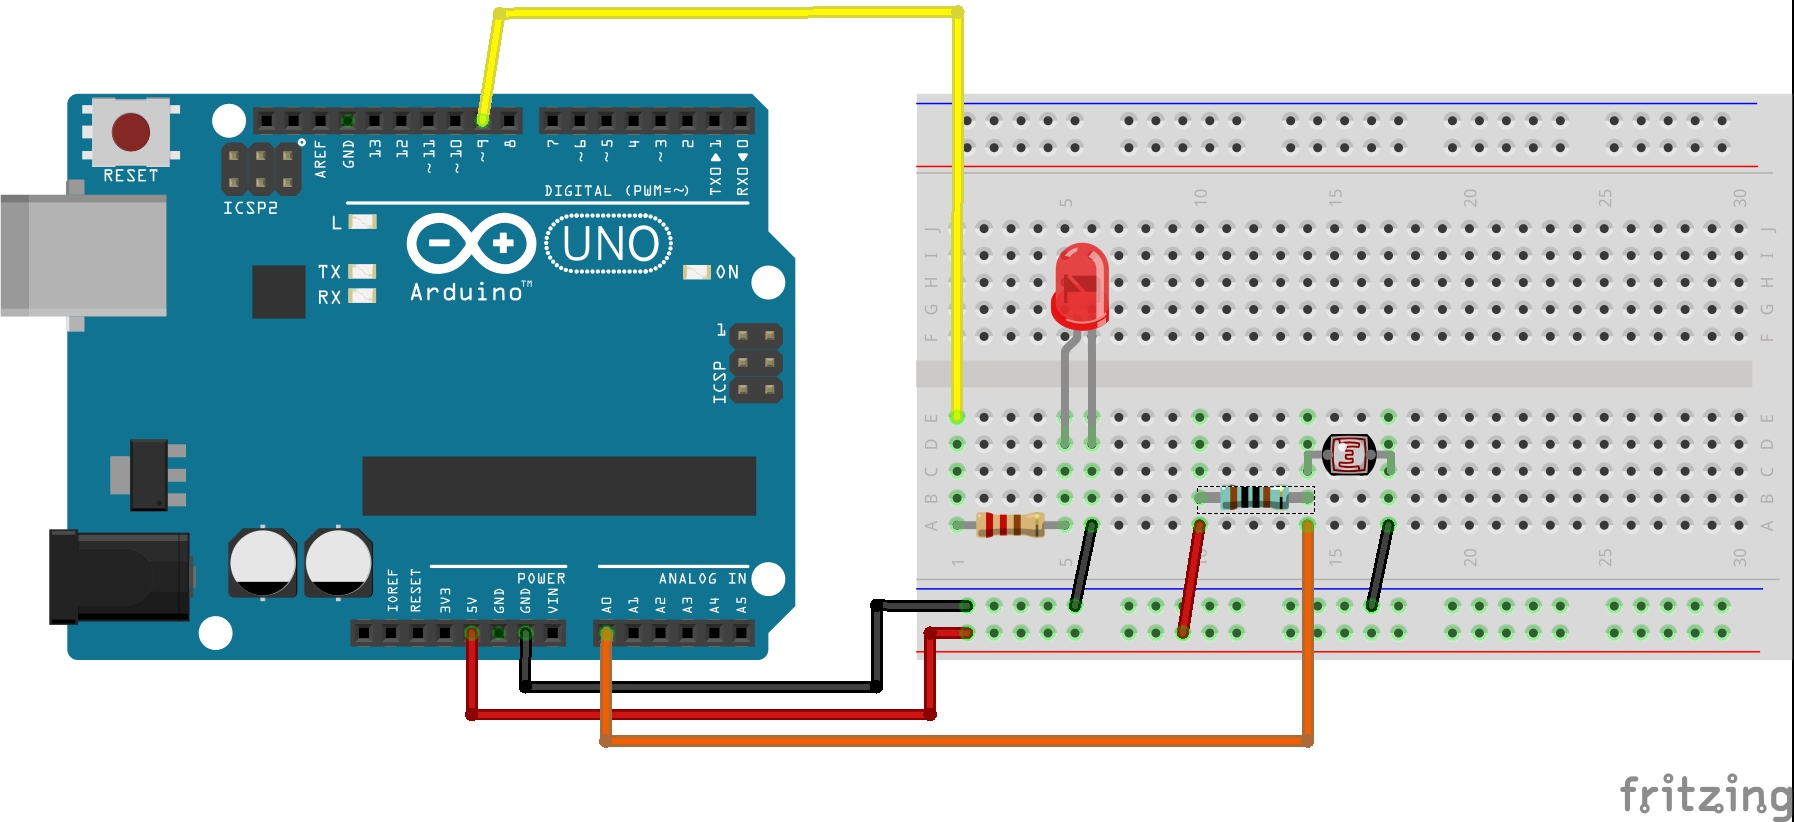 RESET
ICSP2
AREF
GND
13
12
~11
~10
~9
8
7
~6
~5
4
~3
2
TX0▶1
RX0◀0
DIGITAL (PWM=~)
L
TX
RX
UNO
Arduino™
ON
1
ICSP
IOREF
RESET
3V3
5V
GND
GND
VIN
POWER
A0
A1
A2
A3
A4
A5
ANALOG IN
5 10 15 20 25 30
J J
I I
H H
G G
F F
E E
D D
C C
B B
A A
1 5 10 15 20 25 30
fritzing